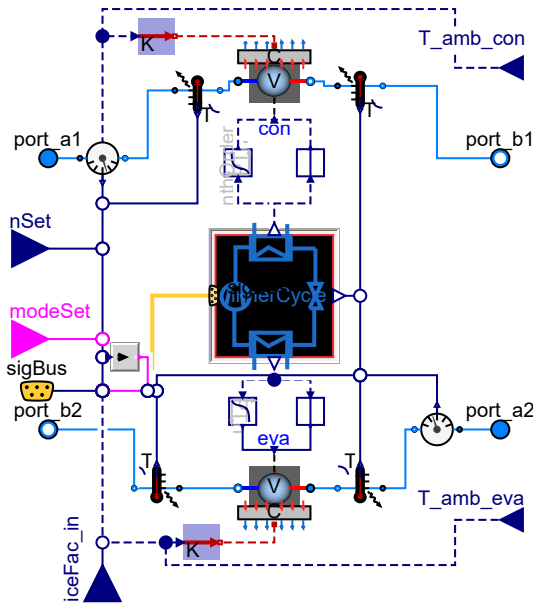 T_amb_con
K
C
V
T
T
port_a1
port_b1
con
nSet
modeSet
sigBus
port_b2
port_a2
eva
T
T
V
C
T_amb_eva
K
iceFac_in